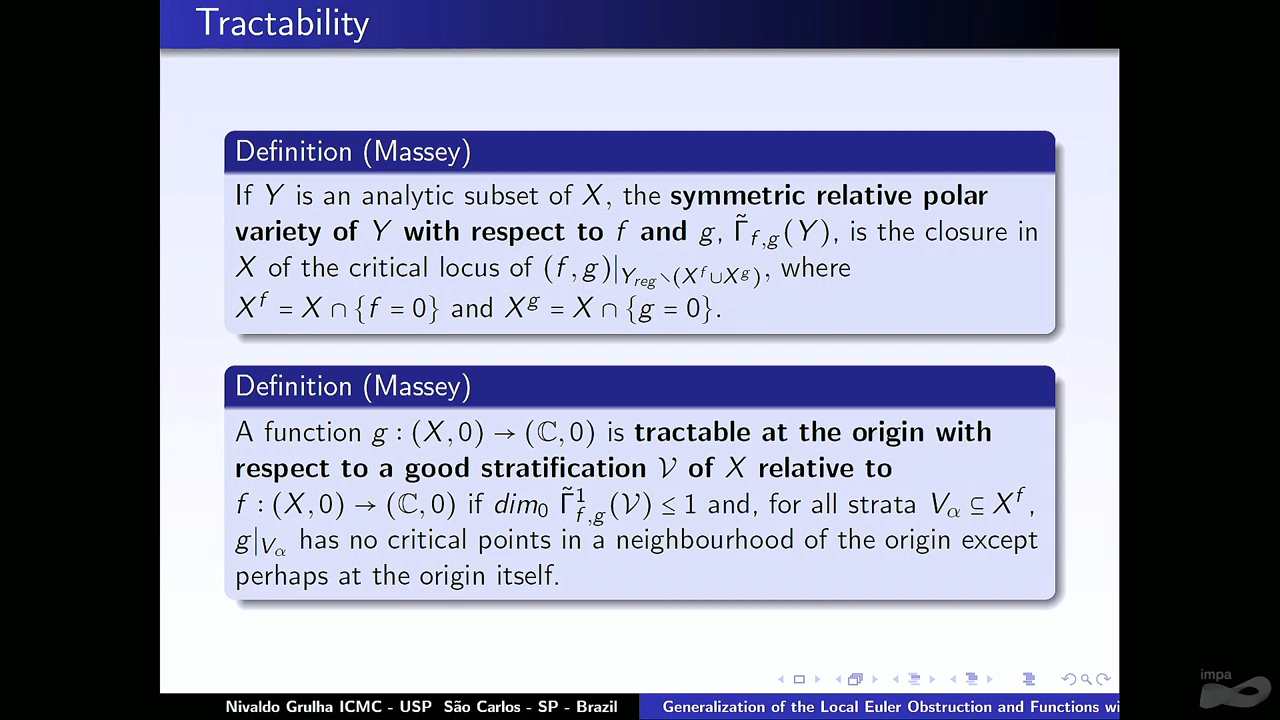 Tractability
Definition (Massey)
If Y is an analytic subset of X, the symmetric relative polar
variety of Y with respect to f and g, Γ̃_{f,g}(Y), is the closure in
X of the critical locus of (f,g)|_{Y_{reg}∖(X^f∪X^g)}, where
X^f = X ∩ {f = 0} and X^g = X ∩ {g = 0}.
Definition (Massey)
A function g : (X,0) → (ℂ,0) is tractable at the origin with
respect to a good stratification 𝒱 of X relative to
f : (X,0) → (ℂ,0) if dim₀ Γ̃¹_{f,g}(𝒱) ≤ 1 and, for all strata V_α ⊆ X^f,
g|_{V_α} has no critical points in a neighbourhood of the origin except
perhaps at the origin itself.
impa
Nivaldo Grulha ICMC - USP São Carlos - SP - Brazil
Generalization of the Local Euler Obstruction and Functions wi